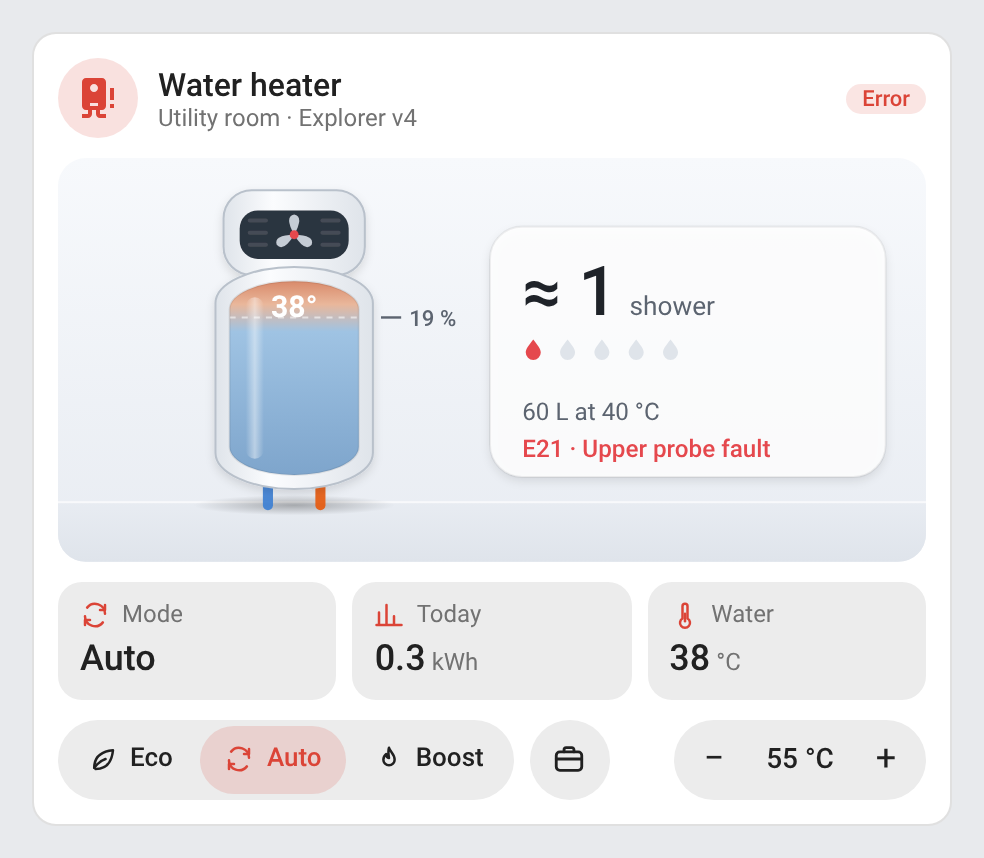 Water heater
Utility room · Explorer v4
Error
38°
19 %
≈ 1 shower
60 L at 40 °C
E21 · Upper probe fault
Mode
Auto
Today
0.3 kWh
Water
38 °C
Eco
Auto
Boost
− 55 °C +